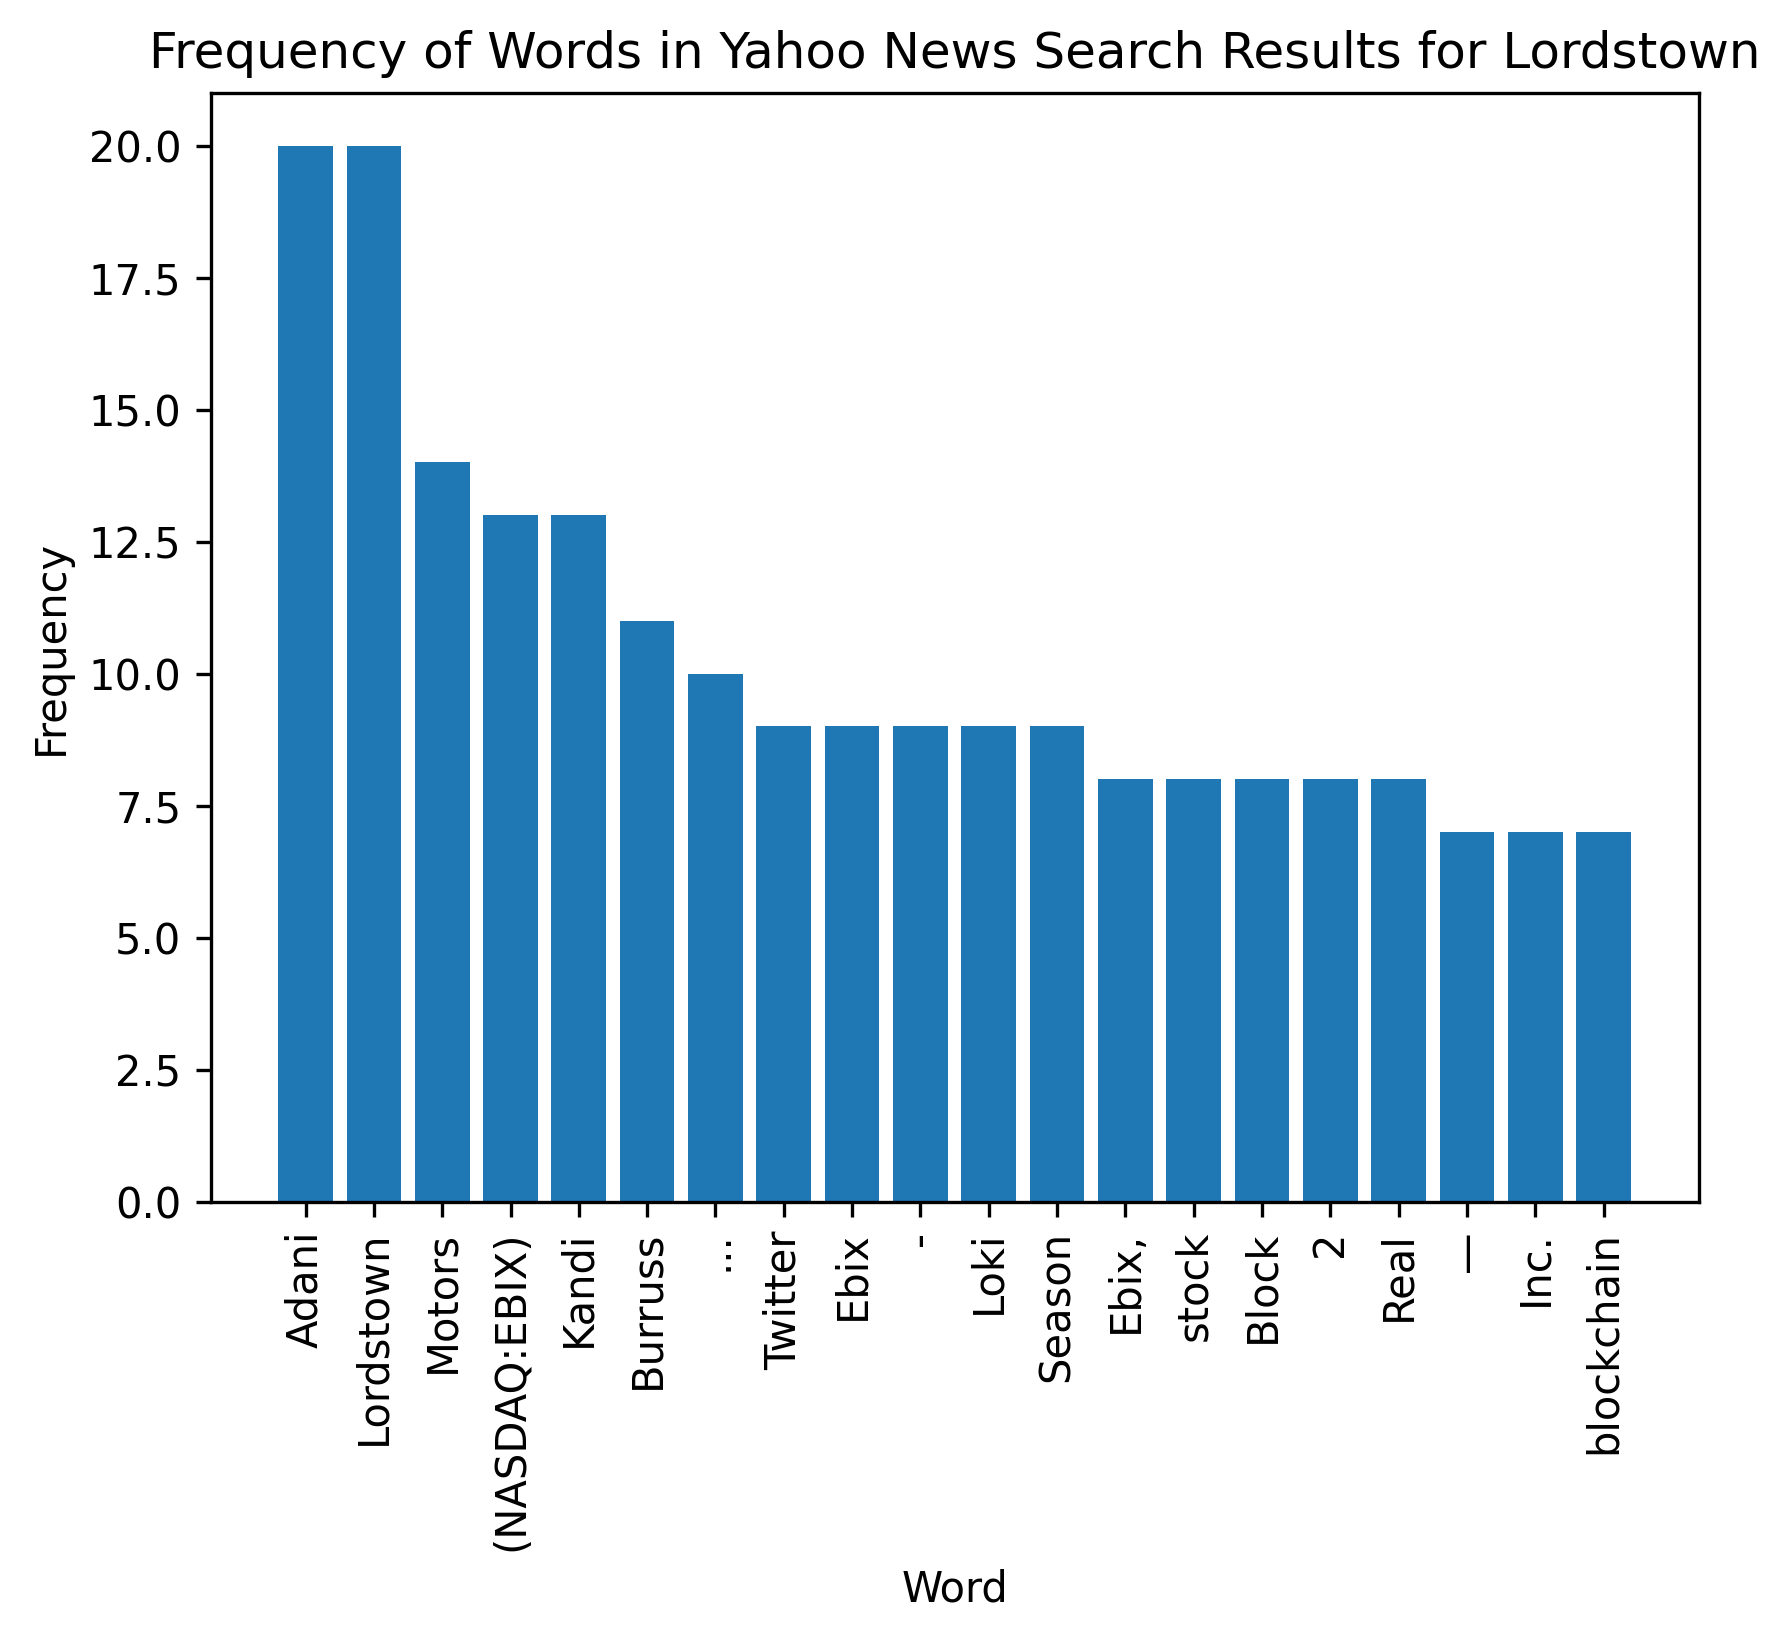 Frequency of Words in Yahoo News Search Results for Lordstown
Frequency
20.0
17.5
15.0
12.5
10.0
7.5
5.0
2.5
0.0
Adani
Lordstown
Motors
(NASDAQ:EBIX)
Kandi
Burruss
...
Twitter
Ebix
-
Loki
Season
Ebix,
stock
Block
2
Real
—
Inc.
blockchain
Word